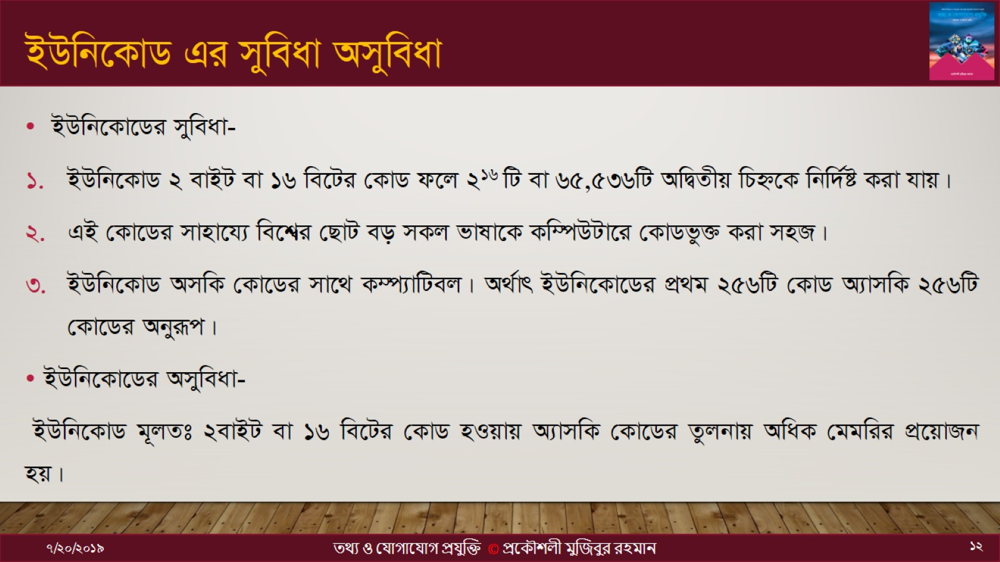 ইউনিকোড এর সুবিধা অসুবিধা
• ইউনিকোডের সুবিধা-
১. ইউনিকোড ২ বাইট বা ১৬ বিটের কোড ফলে ২¹⁶ টি বা ৬৫,৫৩৬টি অদ্বিতীয় চিহ্নকে নির্দিষ্ট করা যায়।
২. এই কোডের সাহায্যে বিশ্বের ছোট বড় সকল ভাষাকে কম্পিউটারে কোডভুক্ত করা সহজ।
৩. ইউনিকোড অসকি কোডের সাথে কম্প্যাটিবল। অর্থাৎ ইউনিকোডের প্রথম ২৫৬টি কোড অ্যাসকি ২৫৬টি
কোডের অনুরূপ।
• ইউনিকোডের অসুবিধা-
ইউনিকোড মূলতঃ ২বাইট বা ১৬ বিটের কোড হওয়ায় অ্যাসকি কোডের তুলনায় অধিক মেমরির প্রয়োজন
হয়।
৭/২০/২০১৯ তথ্য ও যোগাযোগ প্রযুক্তি © প্রকৌশলী মুজিবুর রহমান ১২